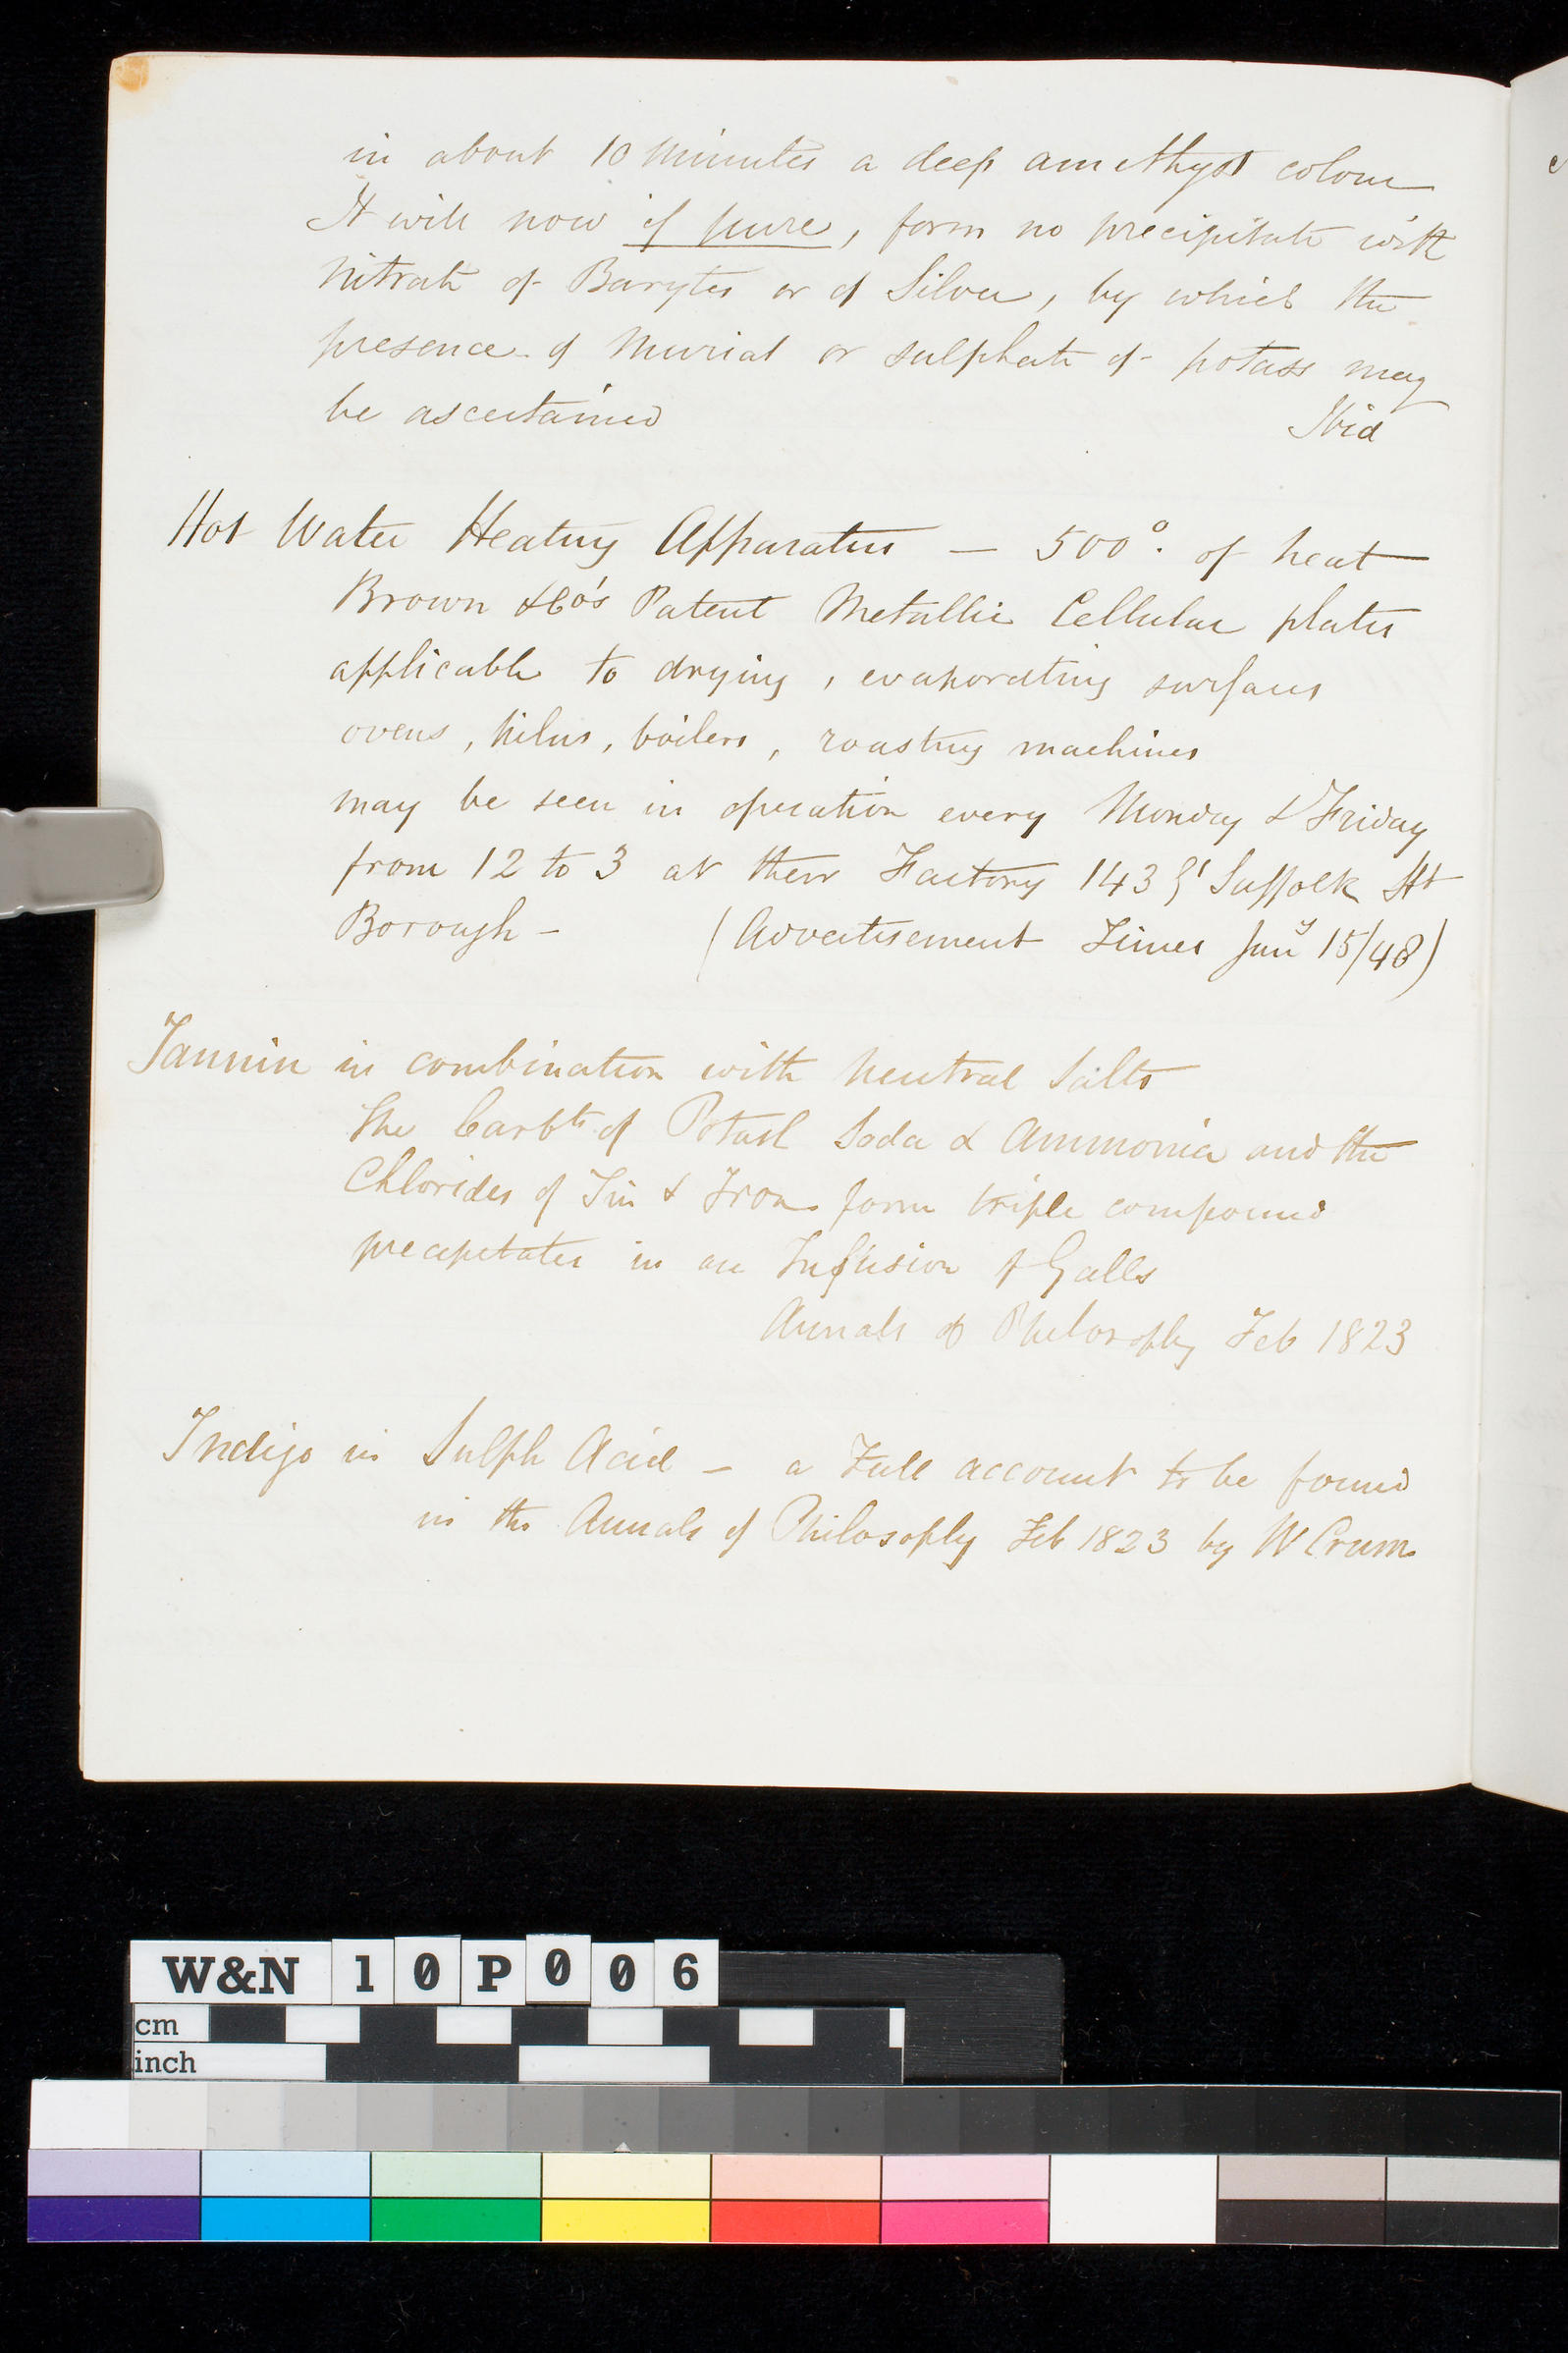 in about 10 Minutes a deep amethyst colour
It will now if pure, form no precipitate with
Nitrate of Barytes or of Silver, by which the
presence of Muriat or sulphate of potass may
be ascertained
Ibid
Hot Water Heating Apparatus — 500°. of heat
Brown & Co's Patent Metallic Cellular plates
applicable to drying, evaporating surfaces
ovens, kilns, boilers, roasting machines
may be seen in operation every Monday & Friday
from 12 to 3 at their Factory 143 Gt Suffolk St
Borough – (Advertisement Times Jany 15/48)
Tannin in combination with Neutral Salts
The Carbts of Potash Soda & Ammonia and the
Chlorides of Tin & Iron form triple compound
precipitates in an Infusion of Galls
Annals of Philosophy Feb 1823
Indigo in Sulph Acid – a Full account to be found
in the Annals of Philosophy Feb 1823 by W Crum
W&N 10P006
cm
inch